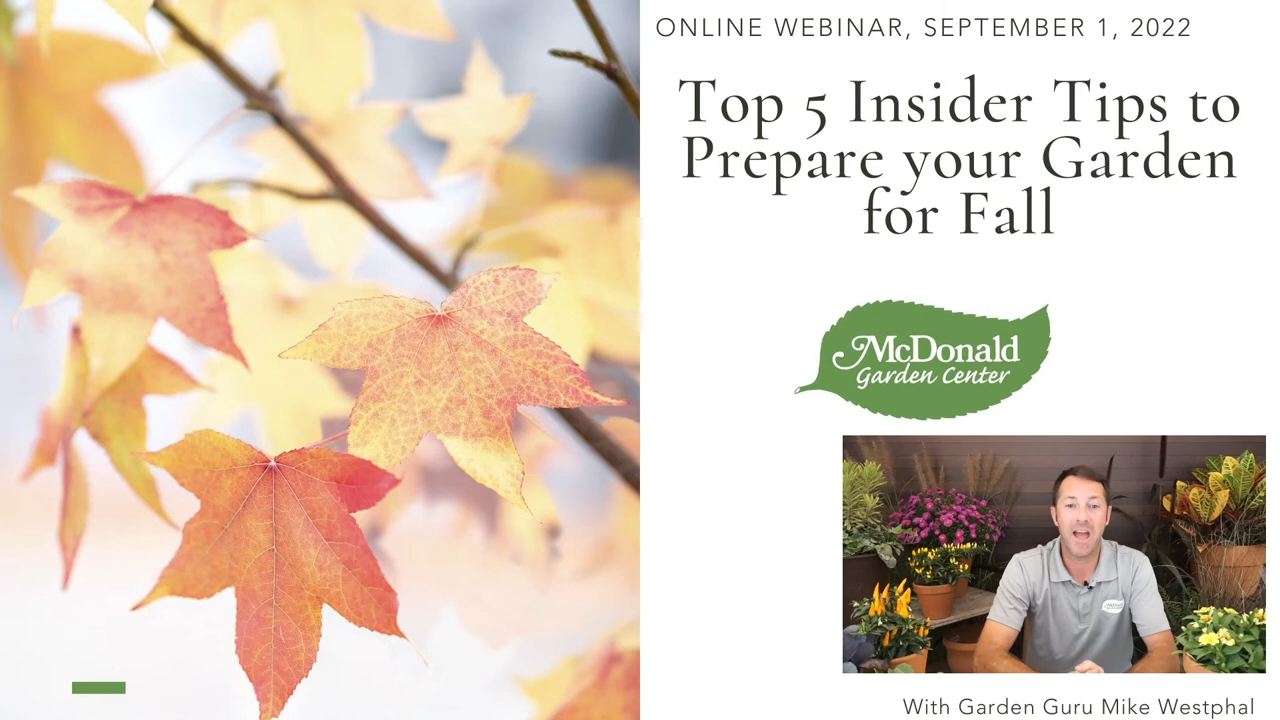 ONLINE WEBINAR, SEPTEMBER 1, 2022
Top 5 Insider Tips to
Prepare your Garden
for Fall
McDonald
Garden Center
With Garden Guru Mike Westphal